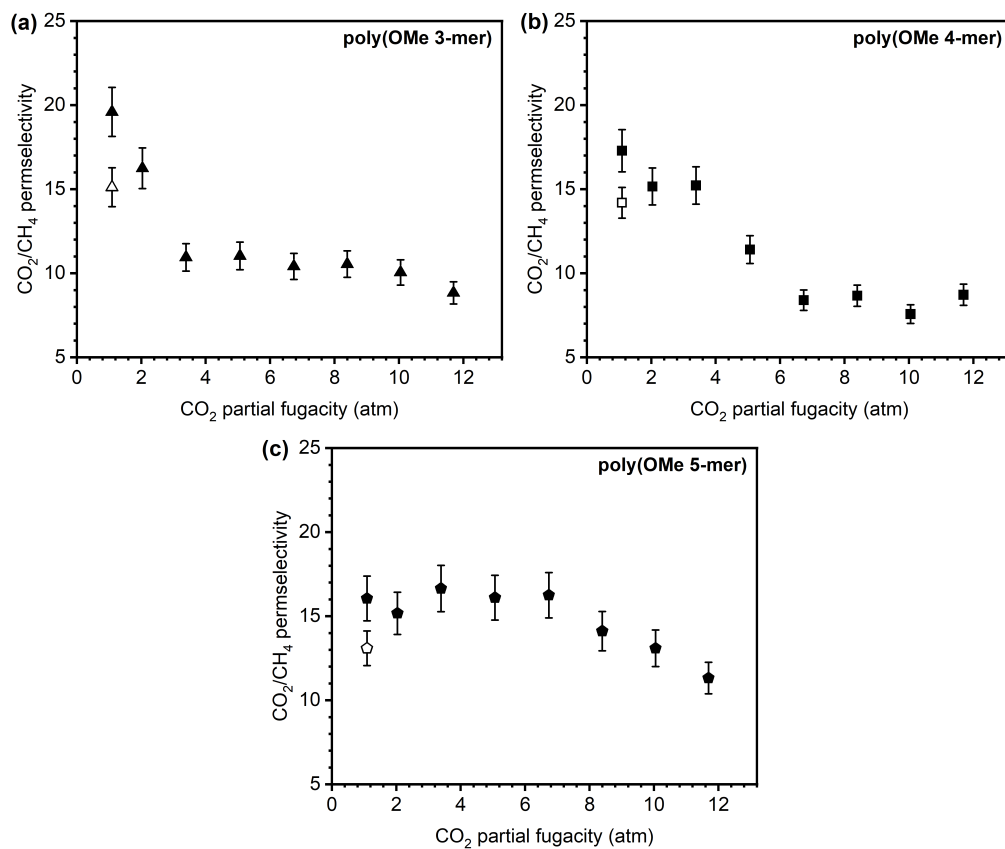 (a)
poly(OMe 3-mer)
CO₂/CH₄ permselectivity
25
20
15
10
5
0 2 4 6 8 10 12
CO₂ partial fugacity (atm)
(b)
poly(OMe 4-mer)
CO₂/CH₄ permselectivity
25
20
15
10
5
0 2 4 6 8 10 12
CO₂ partial fugacity (atm)
(c)
poly(OMe 5-mer)
CO₂/CH₄ permselectivity
25
20
15
10
5
0 2 4 6 8 10 12
CO₂ partial fugacity (atm)